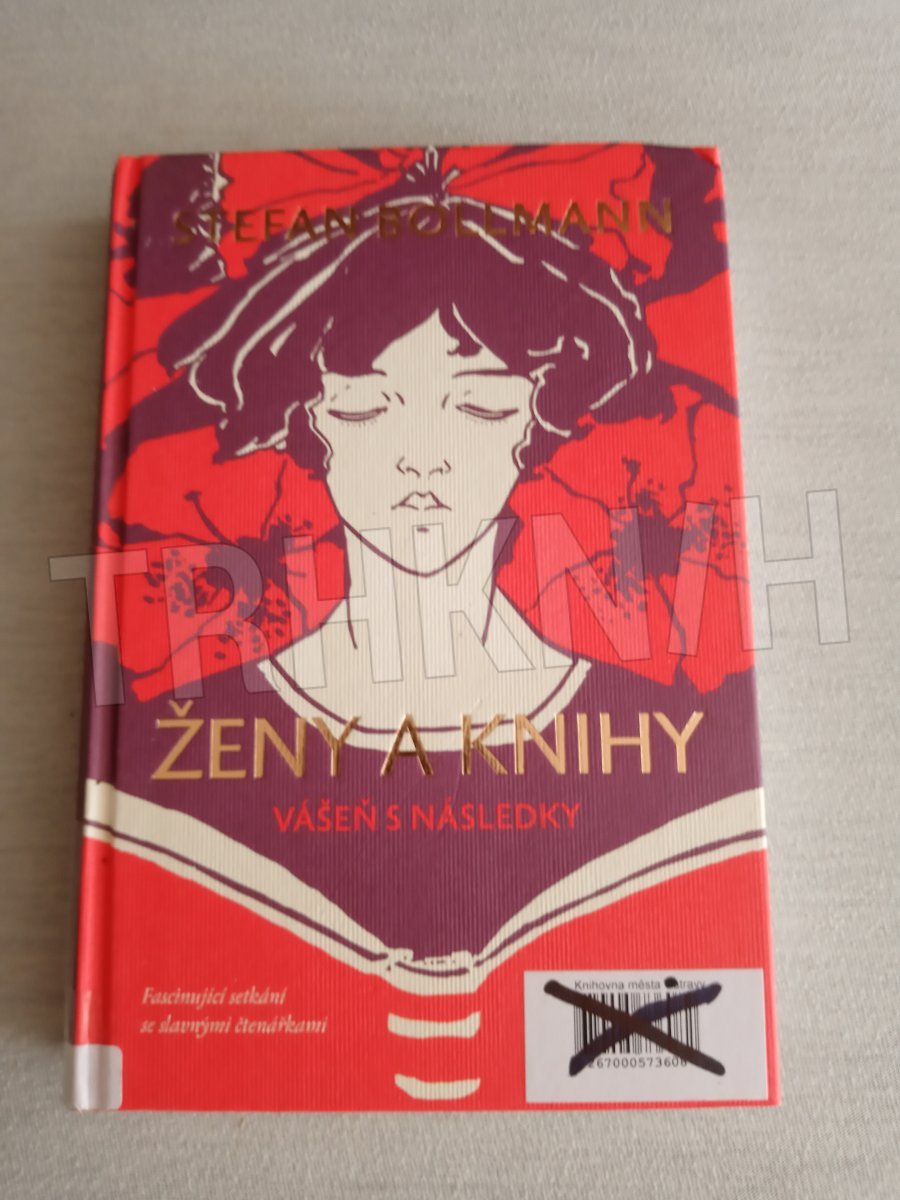 STEFAN BOLLMANN
TRHKNIH
ŽENY A KNIHY
VÁŠEŇ S NÁSLEDKY
Fascinující setkání
se slavnými čtenářkami
Knihovna města
267000573608